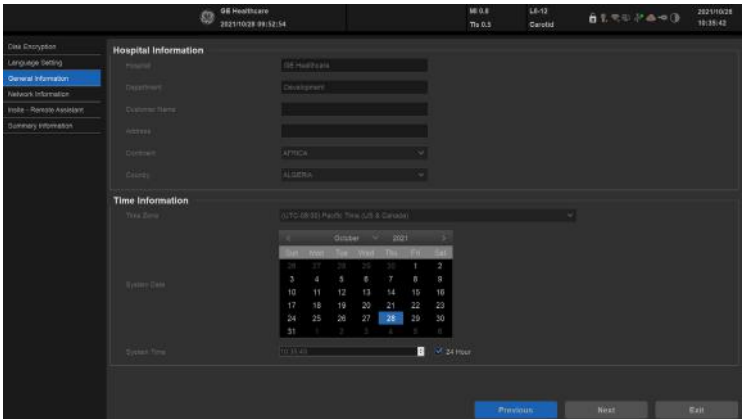 GE Healthcare
2021/10/28 09:52:54
MI 0.8
TIs 0.5
L8-12
Carotid
2021/10/28
10:35:42
Disk Encryption
Language Setting
General Information
Network Information
Insite - Remote Assistant
Summary Information
Hospital Information
Hospital GE Healthcare
Department Development
Customer Name
Address
Continent AFRICA
Country ALGERIA
Time Information
Time Zone (UTC-08:00) Pacific Time (US & Canada)
October 2021
Sun Mon Tue Wed Thu Fri Sat
26 27 28 29 30 1 2
3 4 5 6 7 8 9
10 11 12 13 14 15 16
17 18 19 20 21 22 23
24 25 26 27 28 29 30
31 1 2 3 4 5 6
System Date
System Time 10:35:43 24 Hour
Previous Next Exit